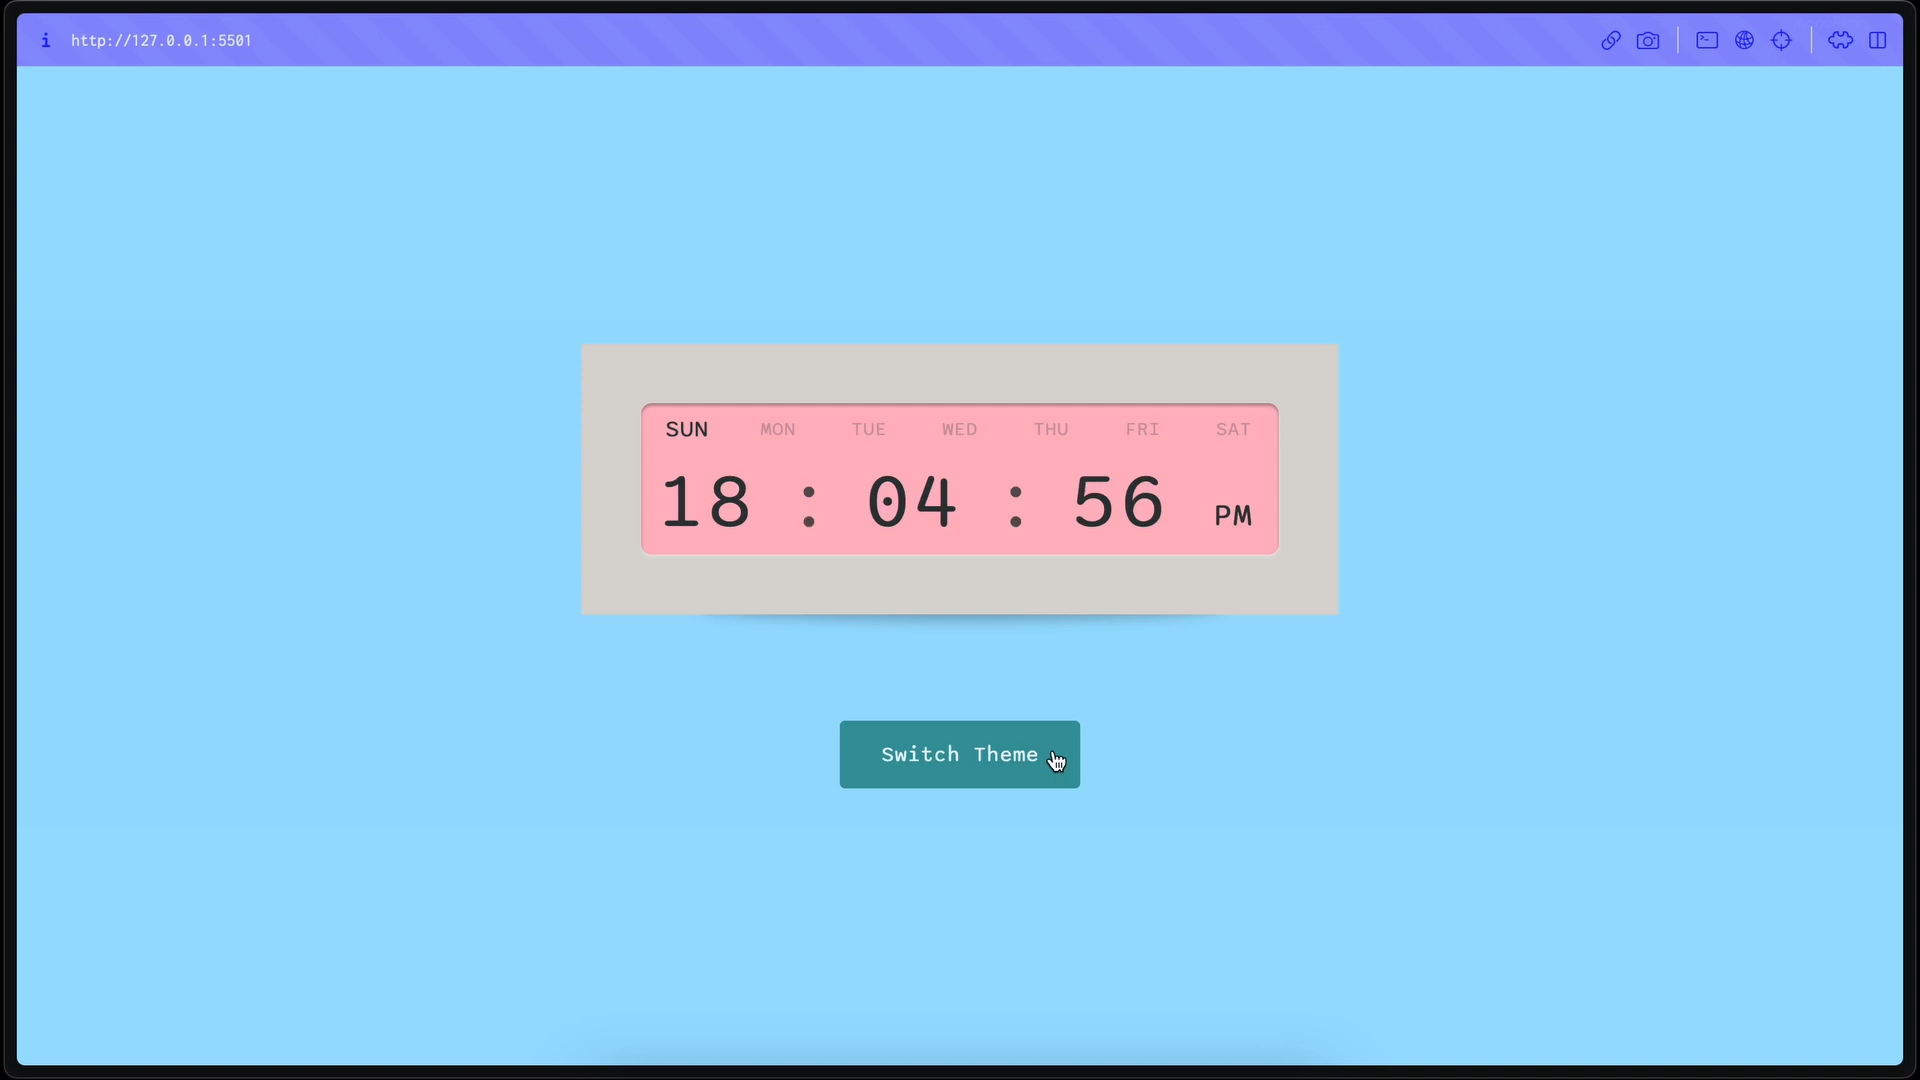 i http://127.0.0.1:5501
SUN MON TUE WED THU FRI SAT
18 : 04 : 56 PM
Switch Theme